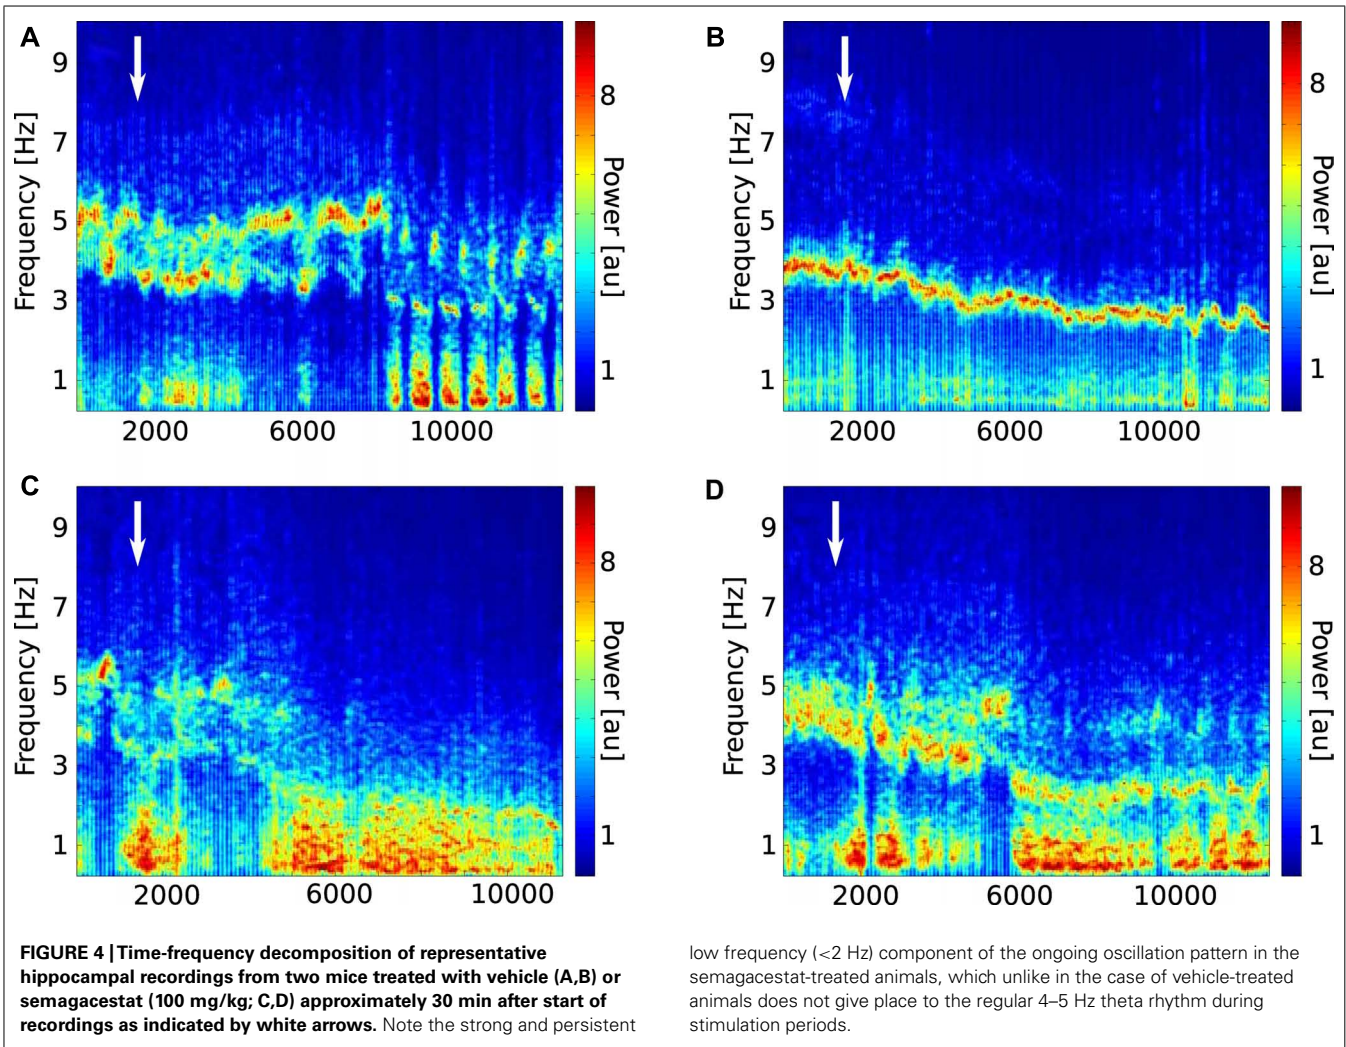 A
B
9
7
5
3
1
Frequency [Hz]
8
1
Power [au]
2000 6000 10000
9
7
5
3
1
Frequency [Hz]
8
1
Power [au]
2000 6000 10000
C
D
9
7
5
3
1
Frequency [Hz]
8
1
Power [au]
2000 6000 10000
9
7
5
3
1
Frequency [Hz]
8
1
Power [au]
2000 6000 10000
FIGURE 4 | Time-frequency decomposition of representative
hippocampal recordings from two mice treated with vehicle (A,B) or
semagacestat (100 mg/kg; C,D) approximately 30 min after start of
recordings as indicated by white arrows. Note the strong and persistent
low frequency (<2 Hz) component of the ongoing oscillation pattern in the
semagacestat-treated animals, which unlike in the case of vehicle-treated
animals does not give place to the regular 4–5 Hz theta rhythm during
stimulation periods.